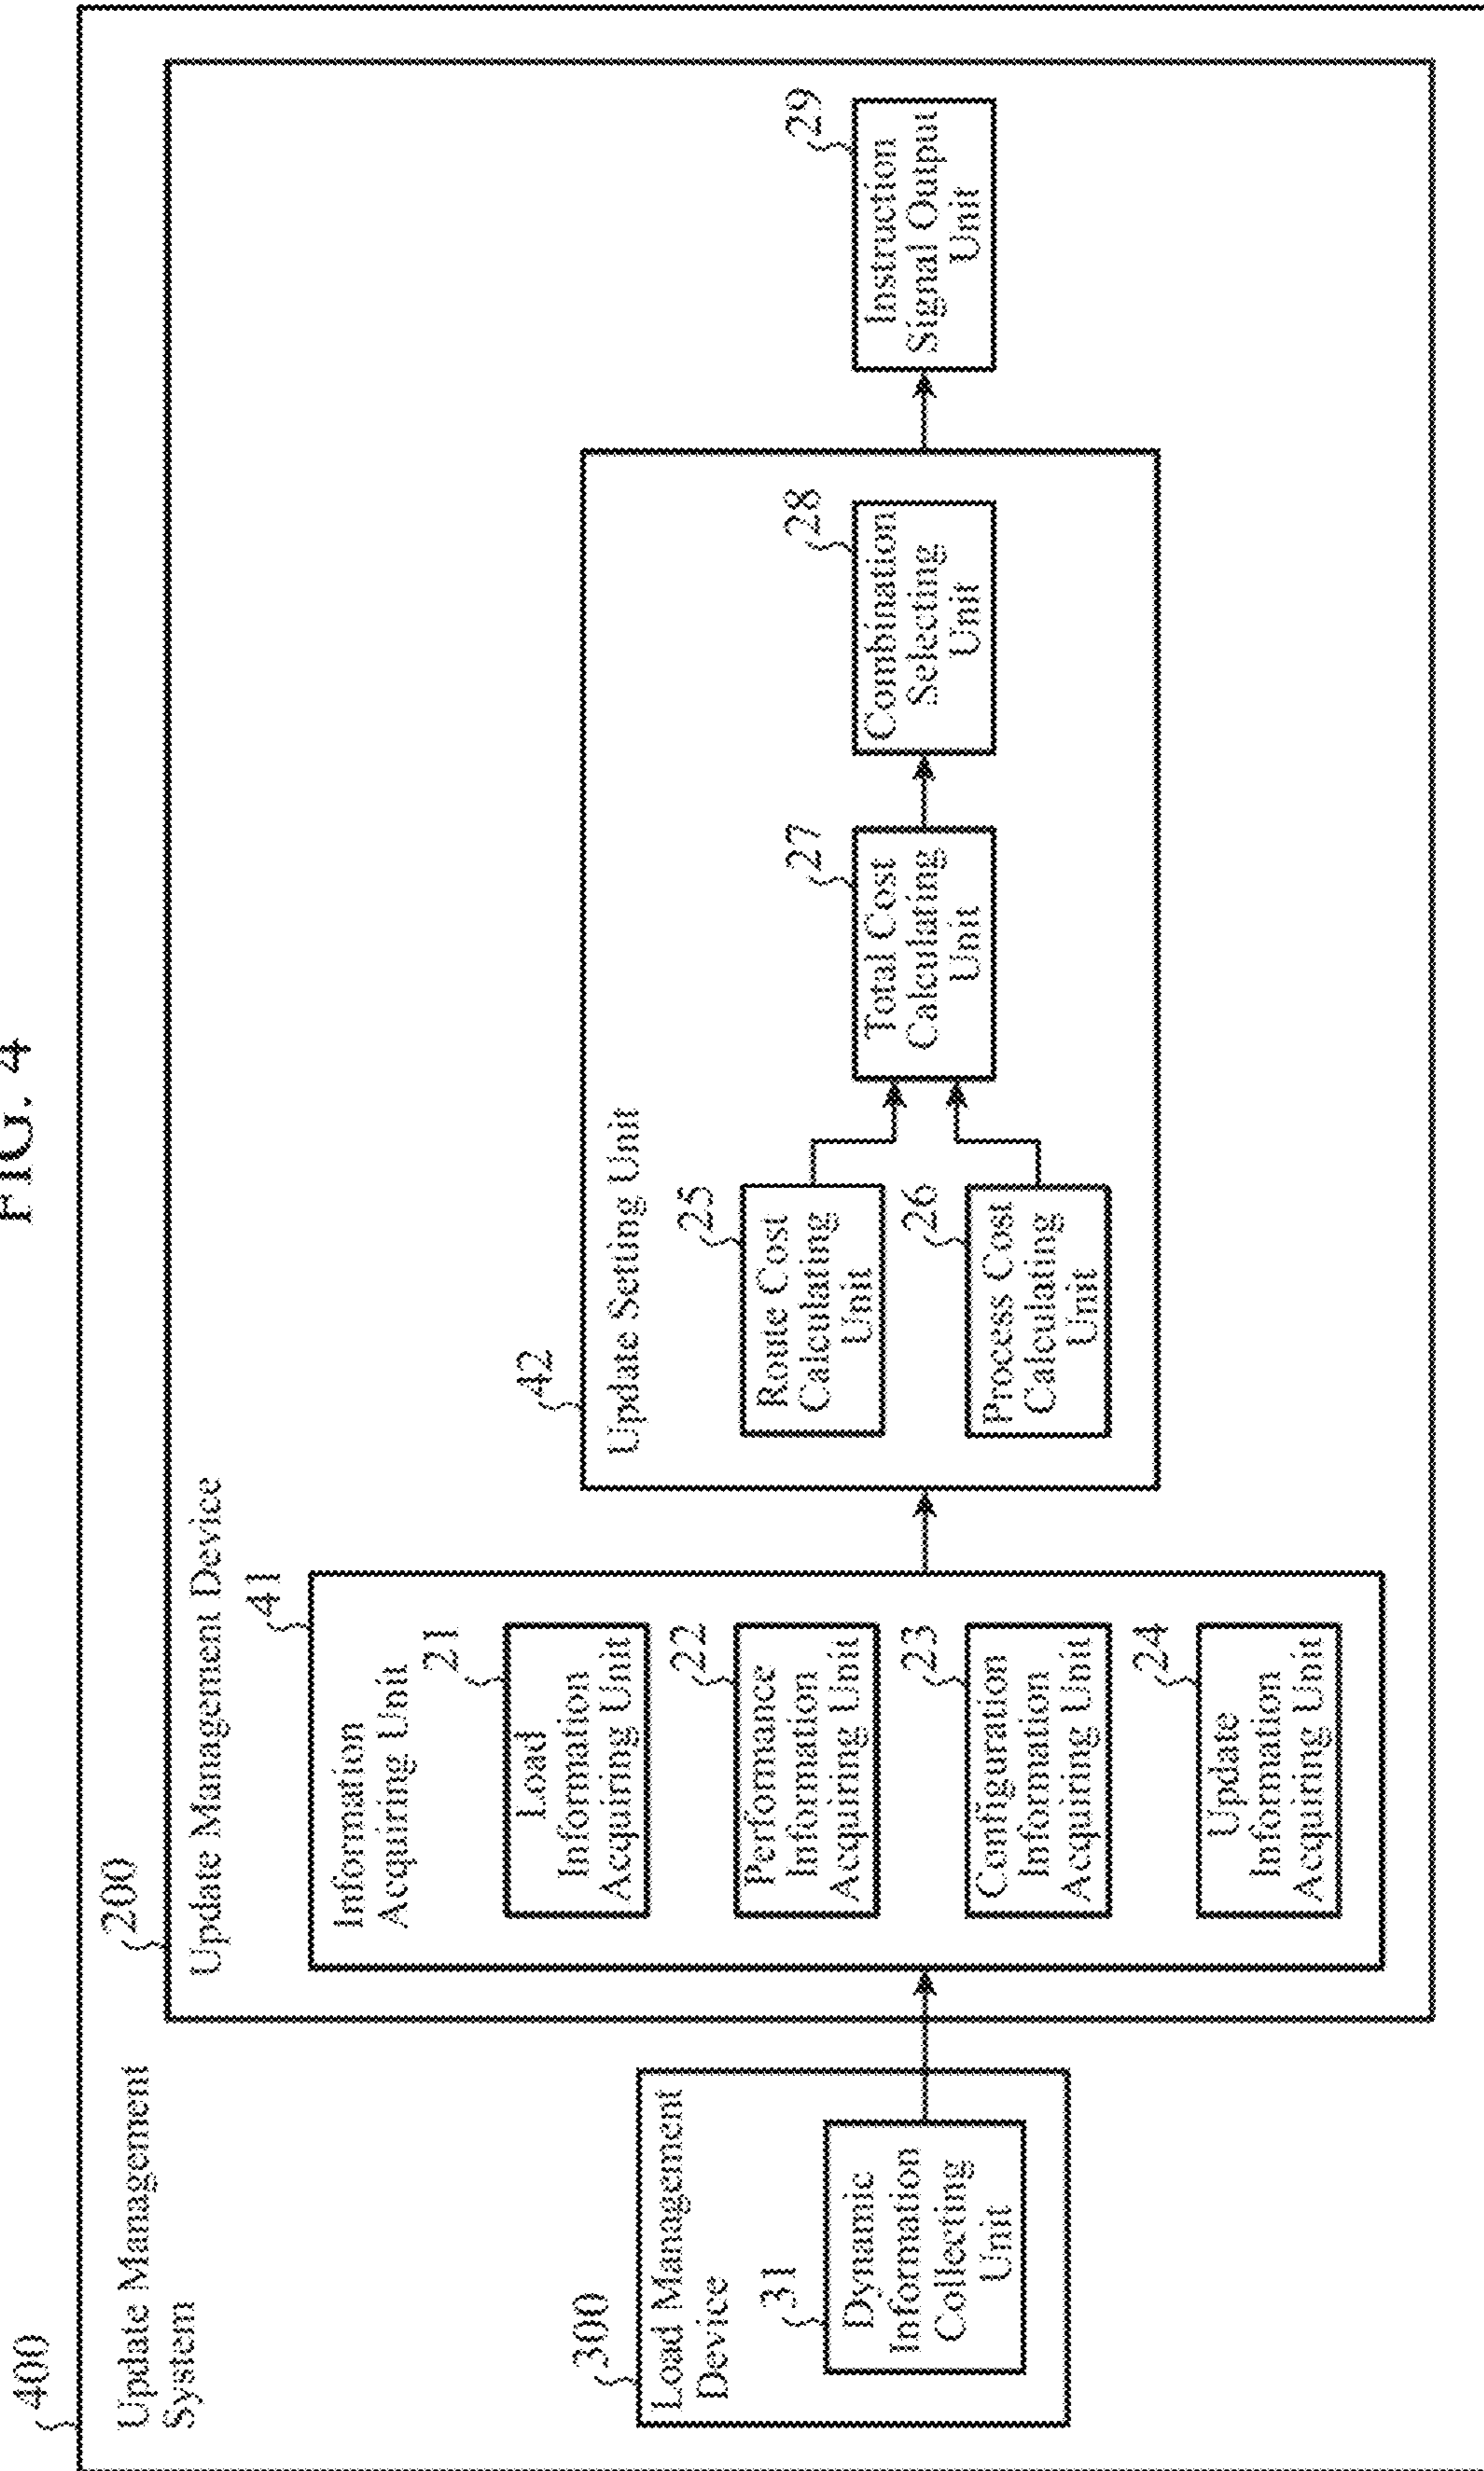 FIG. 4
400
Update Management
System
300
Load Management
Device
31
Dynamic
Information
Collecting
Unit
200
Update Management Device
41
Information
Acquiring Unit
21
Load
Information
Acquiring Unit
22
Performance
Information
Acquiring Unit
23
Configuration
Information
Acquiring Unit
24
Update
Information
Acquiring Unit
42
Update Setting Unit
25
Route Cost
Calculating
Unit
26
Process Cost
Calculating
Unit
27
Total Cost
Calculating
Unit
28
Combination
Selecting
Unit
29
Instruction
Signal Output
Unit